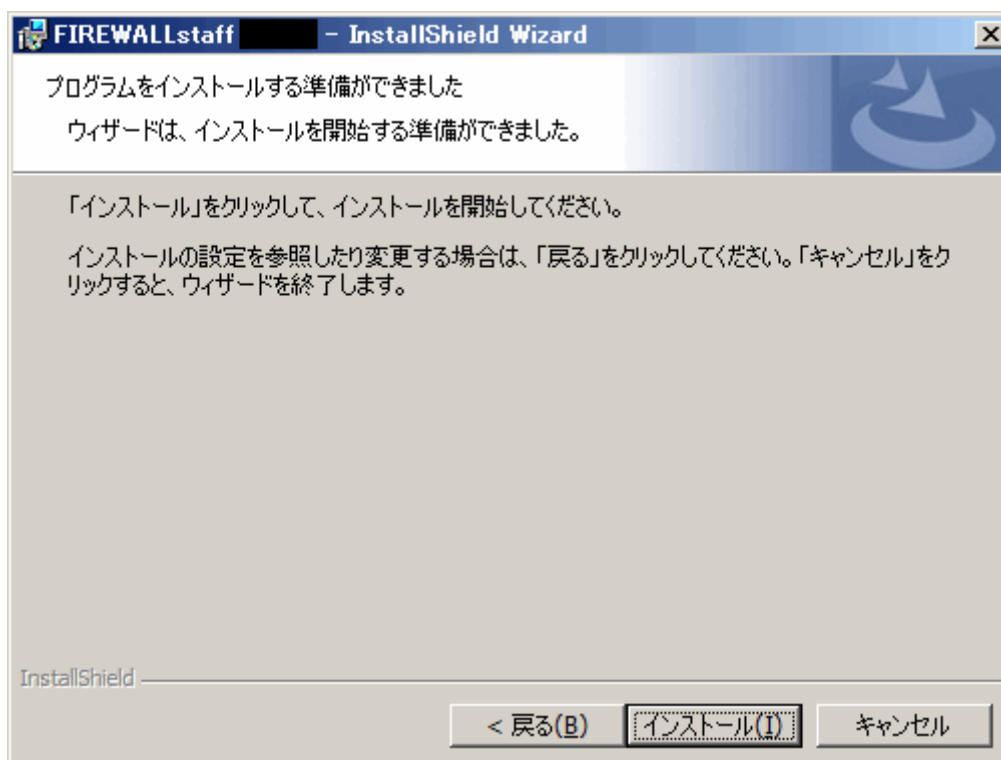 FIREWALLstaff - InstallShield Wizard
プログラムをインストールする準備ができました
ウィザードは、インストールを開始する準備ができました。
「インストール」をクリックして、インストールを開始してください。
インストールの設定を参照したり変更する場合は、「戻る」をクリックしてください。「キャンセル」をク
リックすると、ウィザードを終了します。
InstallShield
< 戻る(B) インストール(I) キャンセル